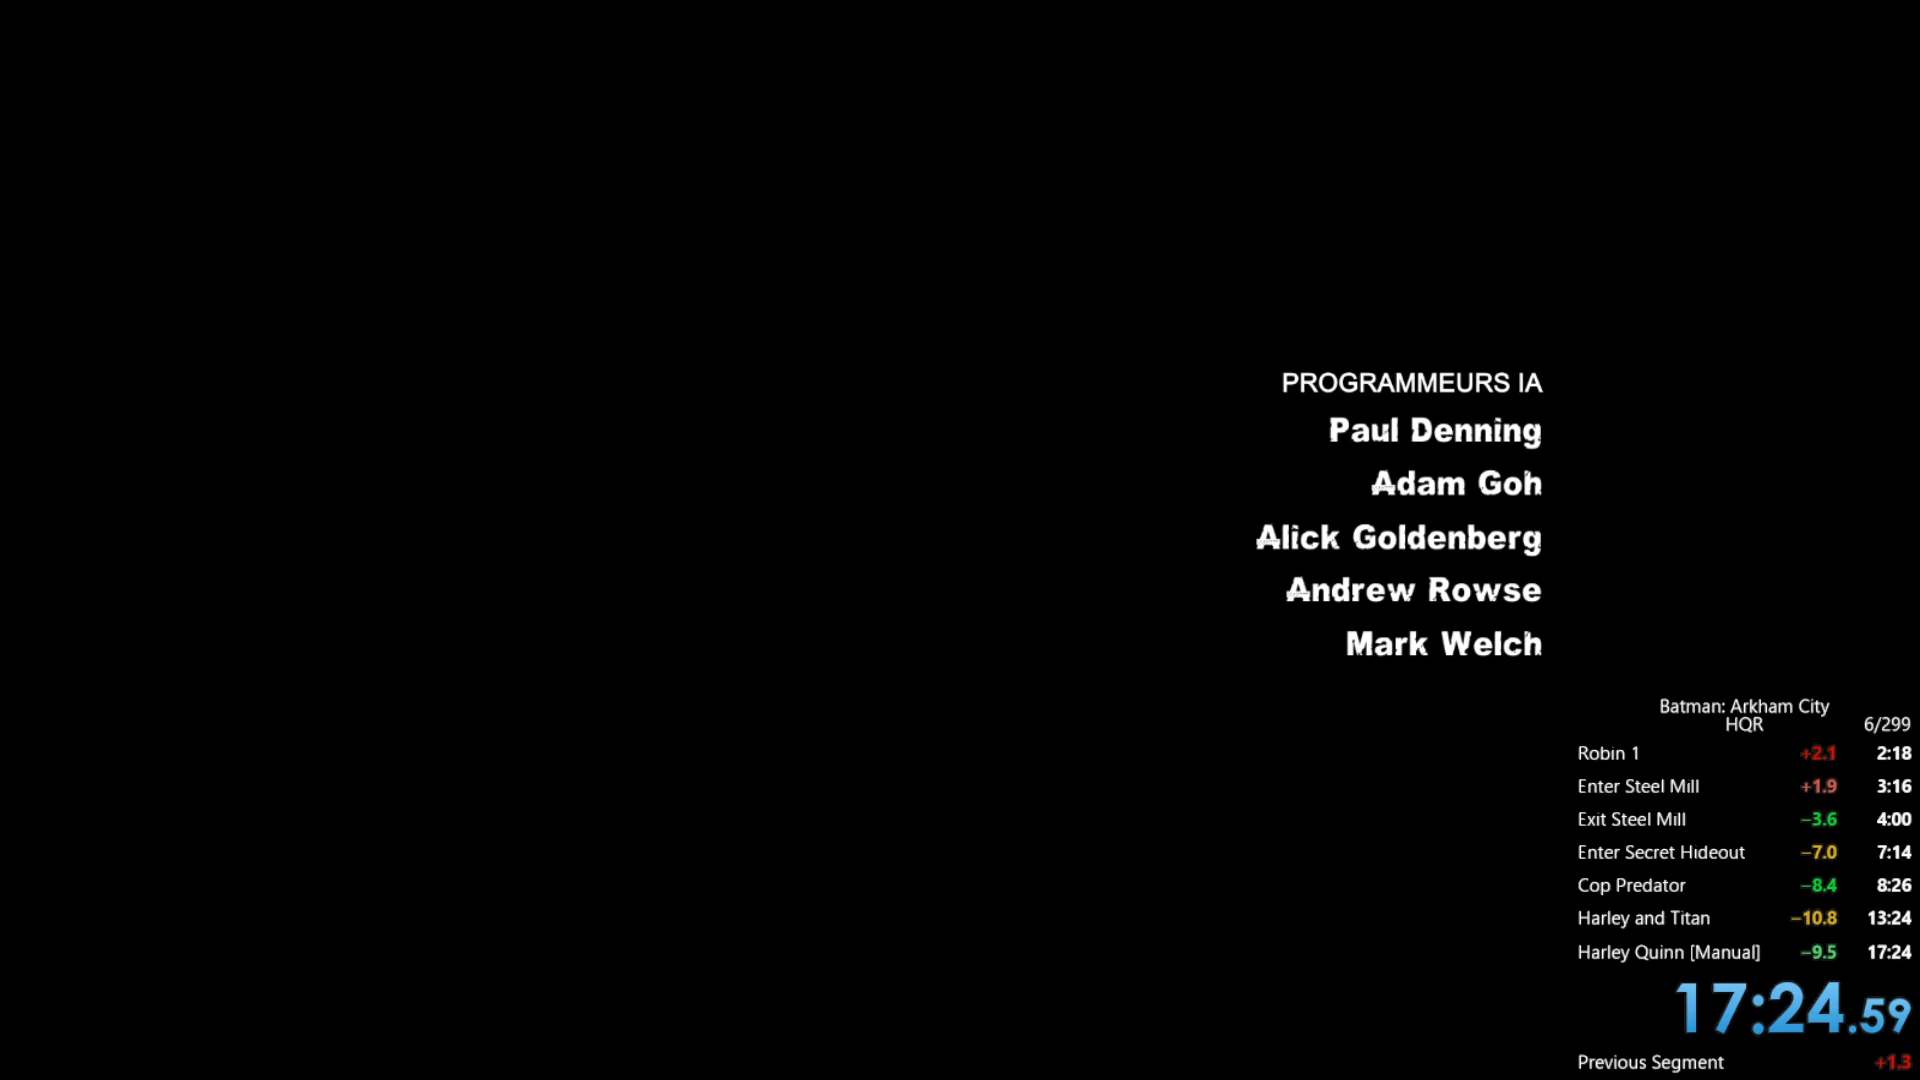 PROGRAMMEURS IA
Paul Denning
Adam Goh
Alick Goldenberg
Andrew Rowse
Mark Welch
Batman: Arkham City
HQR 6/299
Robin 1 +2.1 2:18
Enter Steel Mill +1.9 3:16
Exit Steel Mill −3.6 4:00
Enter Secret Hideout −7.0 7:14
Cop Predator −8.4 8:26
Harley and Titan −10.8 13:24
Harley Quinn [Manual] −9.5 17:24
17:24.59
Previous Segment +1.3